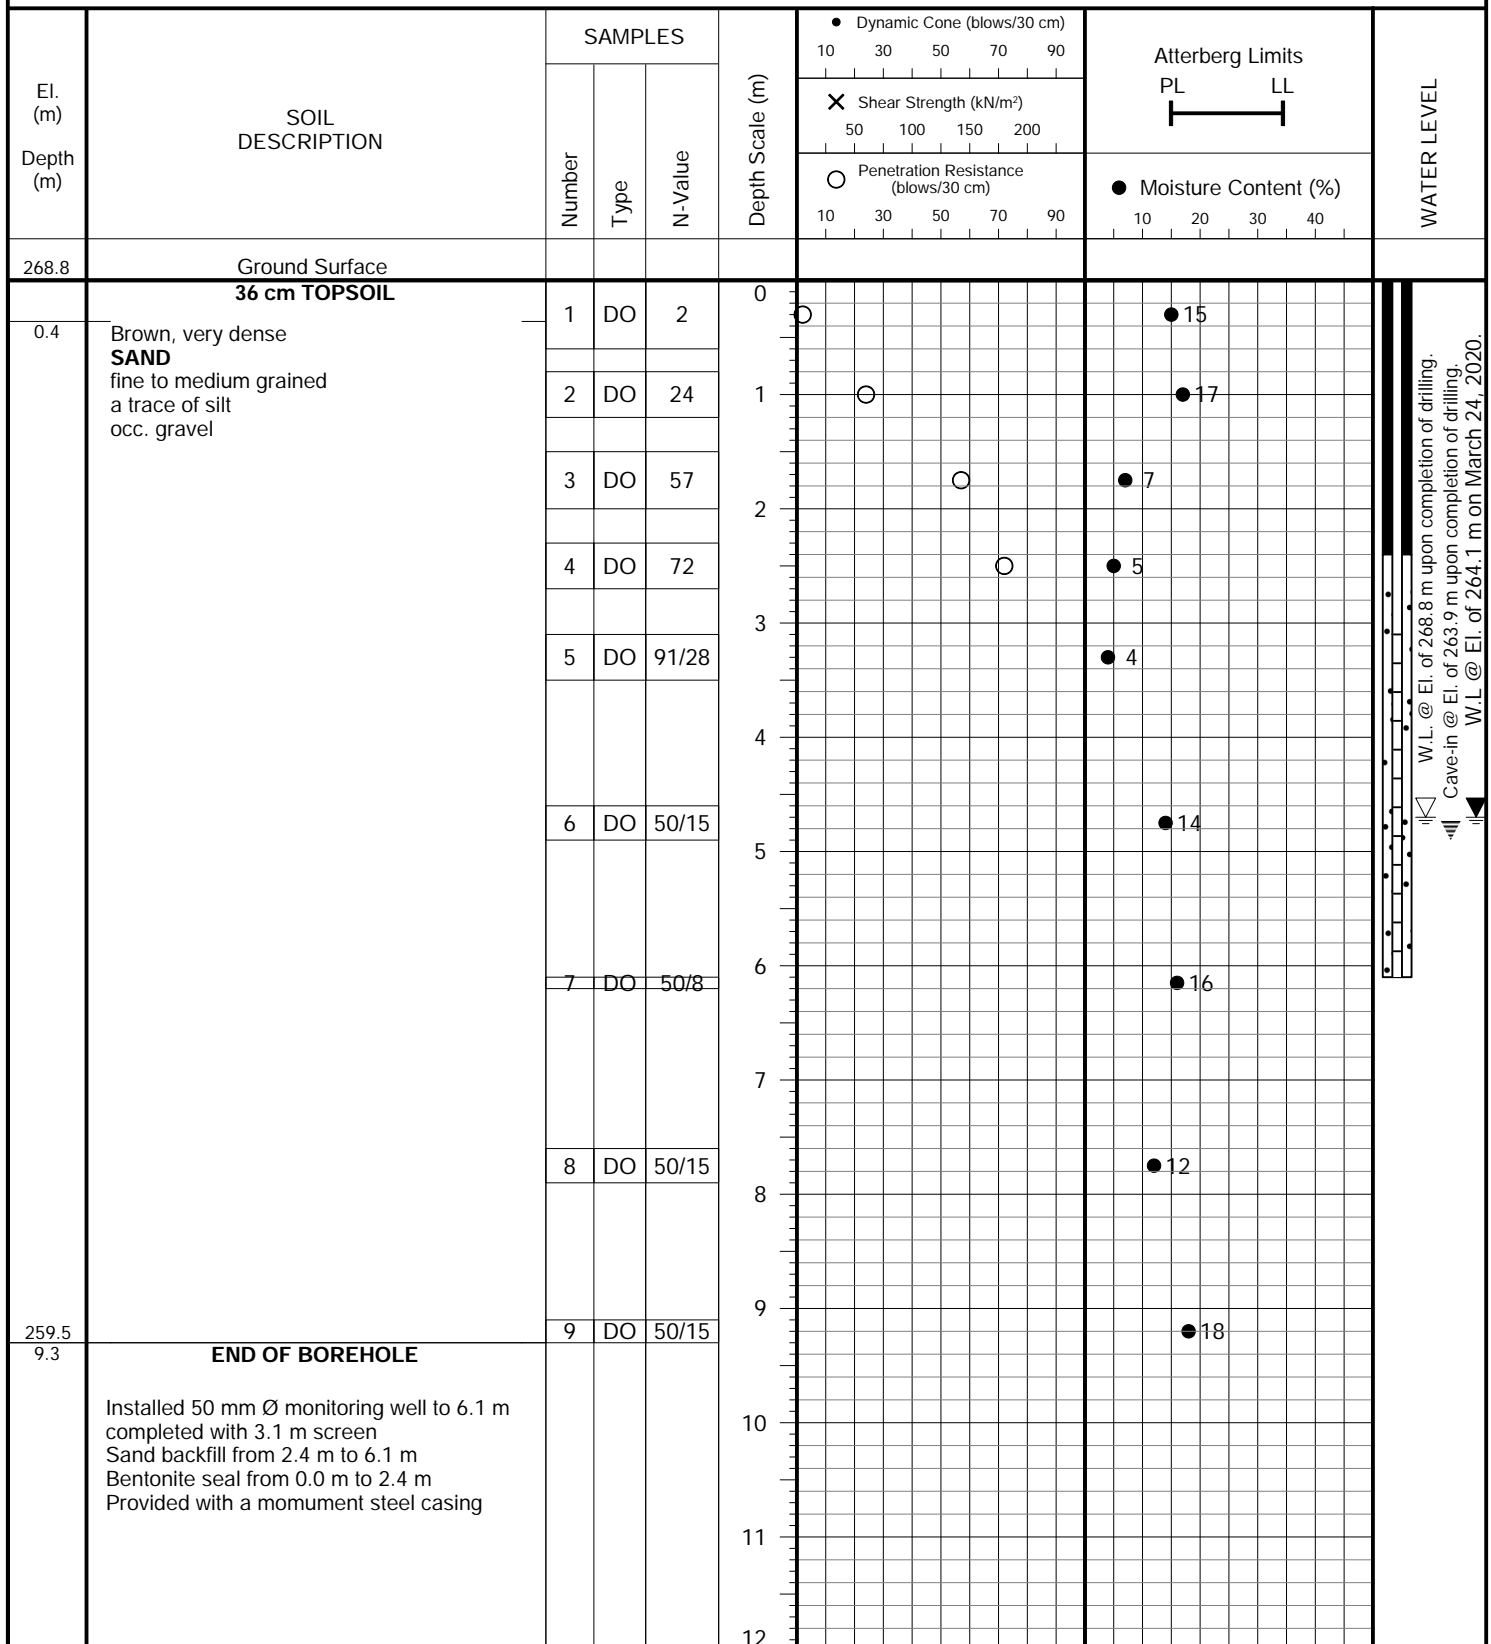 El.
(m)
Depth
(m)
SOIL
DESCRIPTION
SAMPLES
Number
Type
N-Value
Depth Scale (m)
Dynamic Cone (blows/30 cm)
10 30 50 70 90
Shear Strength (kN/m²)
50 100 150 200
Penetration Resistance
(blows/30 cm)
10 30 50 70 90
Atterberg Limits
PL LL
Moisture Content (%)
10 20 30 40
WATER LEVEL
268.8 Ground Surface
36 cm TOPSOIL
0
1 DO 2 15
0.4
Brown, very dense
SAND
fine to medium grained
a trace of silt
occ. gravel
2 DO 24 1 17
3 DO 57 7
2
4 DO 72 5
3
5 DO 91/28 4
4
6 DO 50/15 14
5
6
7 DO 50/8 16
7
8 DO 50/15 12
8
9
259.5 9 DO 50/15 18
9.3 END OF BOREHOLE
Installed 50 mm Ø monitoring well to 6.1 m
completed with 3.1 m screen
Sand backfill from 2.4 m to 6.1 m
Bentonite seal from 0.0 m to 2.4 m
Provided with a momument steel casing
10
11
12
W.L. @ El. of 268.8 m upon completion of drilling.
Cave-in @ El. of 263.9 m upon completion of drilling.
W.L @ El. of 264.1 m on March 24, 2020.